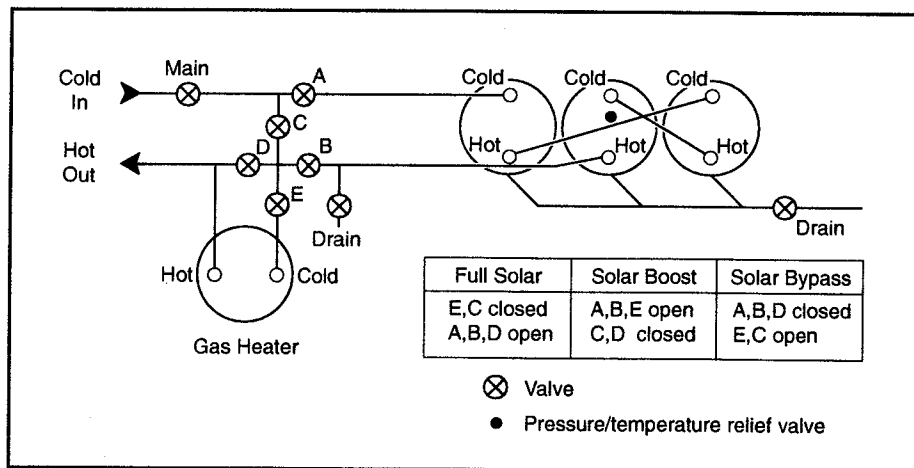 Cold In
Main
A
Cold
Cold
Cold
C
Hot Out
D
B
Hot
Hot
Hot
E
Drain
Drain
Hot
Cold
Gas Heater
Full Solar
Solar Boost
Solar Bypass
E,C closed
A,B,E open
A,B,D closed
A,B,D open
C,D closed
E,C open
Valve
Pressure/temperature relief valve